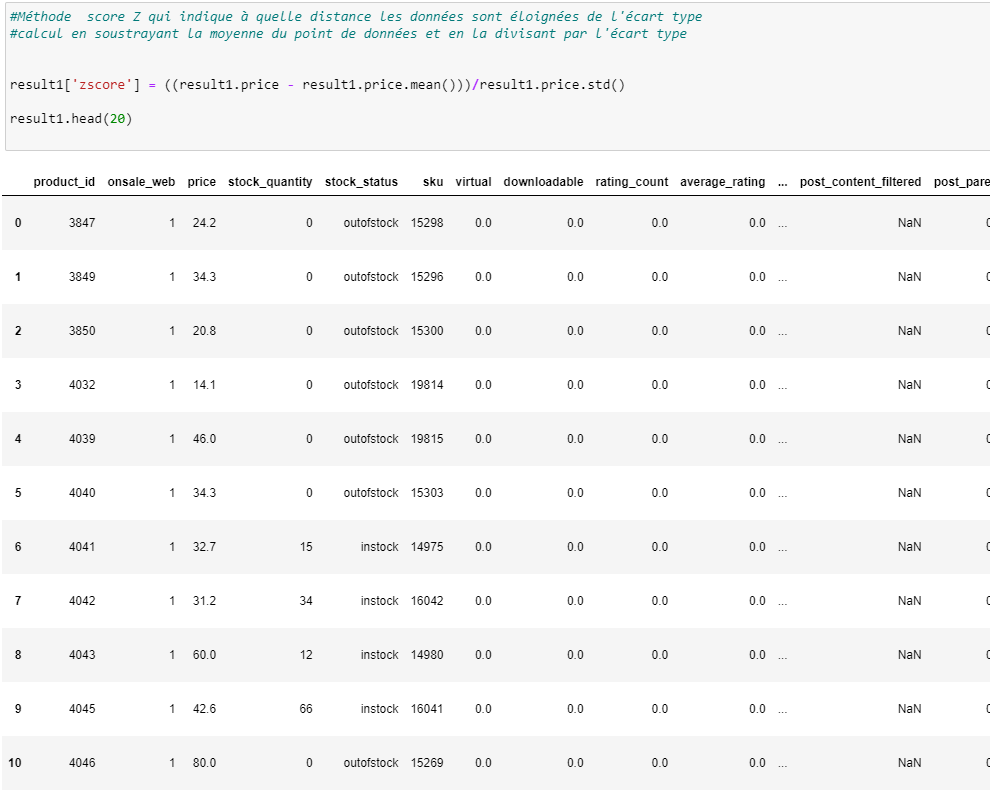 #Méthode  score Z qui indique à quelle distance les données sont éloignées de l'écart type
#calcul en soustrayant la moyenne du point de données et en la divisant par l'écart type
result1['zscore'] = ((result1.price - result1.price.mean()))/result1.price.std()
result1.head(20)
product_id onsale_web price stock_quantity stock_status sku virtual downloadable rating_count average_rating ... post_content_filtered post_pare
0 3847 1 24.2 0 outofstock 15298 0.0 0.0 0.0 0.0 ... NaN
1 3849 1 34.3 0 outofstock 15296 0.0 0.0 0.0 0.0 ... NaN
2 3850 1 20.8 0 outofstock 15300 0.0 0.0 0.0 0.0 ... NaN
3 4032 1 14.1 0 outofstock 19814 0.0 0.0 0.0 0.0 ... NaN
4 4039 1 46.0 0 outofstock 19815 0.0 0.0 0.0 0.0 ... NaN
5 4040 1 34.3 0 outofstock 15303 0.0 0.0 0.0 0.0 ... NaN
6 4041 1 32.7 15 instock 14975 0.0 0.0 0.0 0.0 ... NaN
7 4042 1 31.2 34 instock 16042 0.0 0.0 0.0 0.0 ... NaN
8 4043 1 60.0 12 instock 14980 0.0 0.0 0.0 0.0 ... NaN
9 4045 1 42.6 66 instock 16041 0.0 0.0 0.0 0.0 ... NaN
10 4046 1 80.0 0 outofstock 15269 0.0 0.0 0.0 0.0 ... NaN